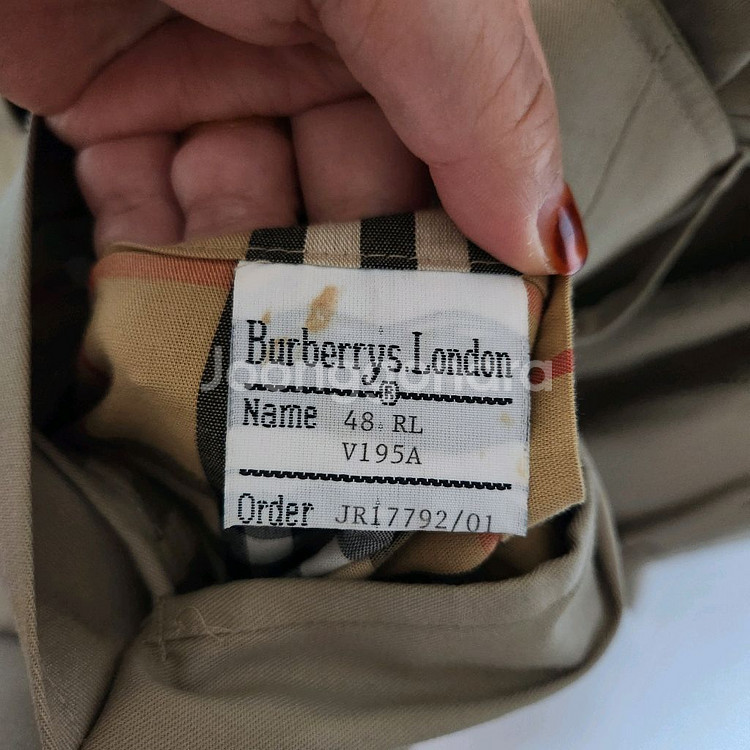 Burberrys. London
®
Name 48 RL
V195A
Order JR17792/01